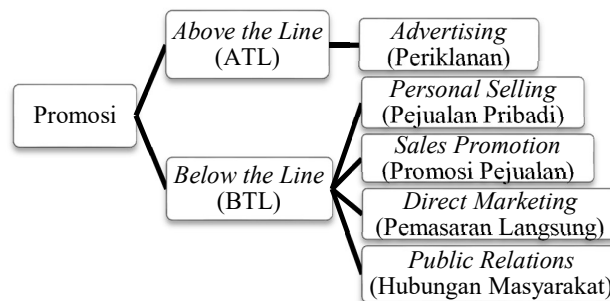 Promosi
Above the Line
(ATL)
Advertising
(Periklanan)
Below the Line
(BTL)
Personal Selling
(Pejualan Pribadi)
Sales Promotion
(Promosi Pejualan)
Direct Marketing
(Pemasaran Langsung)
Public Relations
(Hubungan Masyarakat)